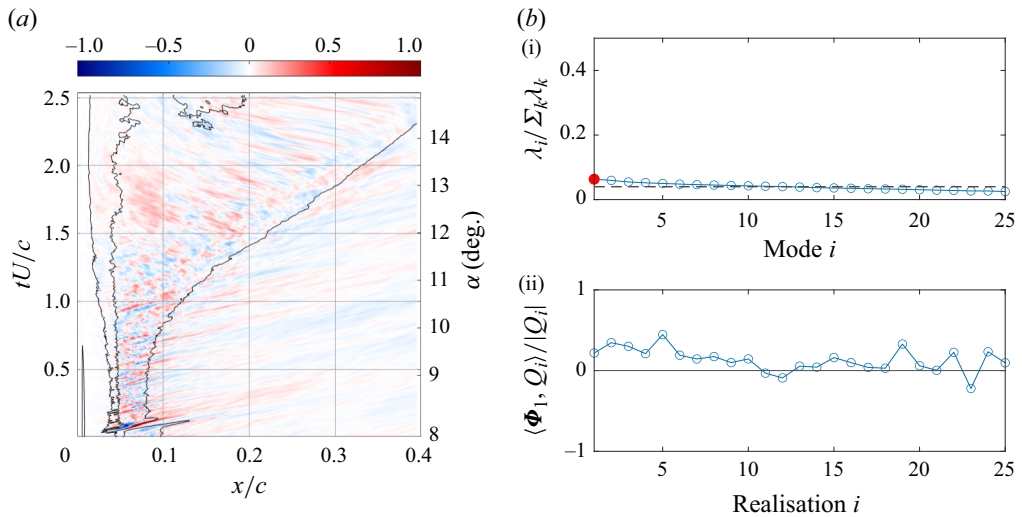 (a)
−1.0 −0.5 0 0.5 1.0
2.5
2.0
1.5
1.0
0.5
tU/c
14
13
12
11
10
9
8
α (deg.)
0 0.1 0.2 0.3 0.4
x/c
(b)
(i)
0.4
0.2
0
λi/ Σkλk
5 10 15 20 25
Mode i
(ii)
1
0
−1
⟨Φ1, Qi⟩/|Qi|
5 10 15 20 25
Realisation i